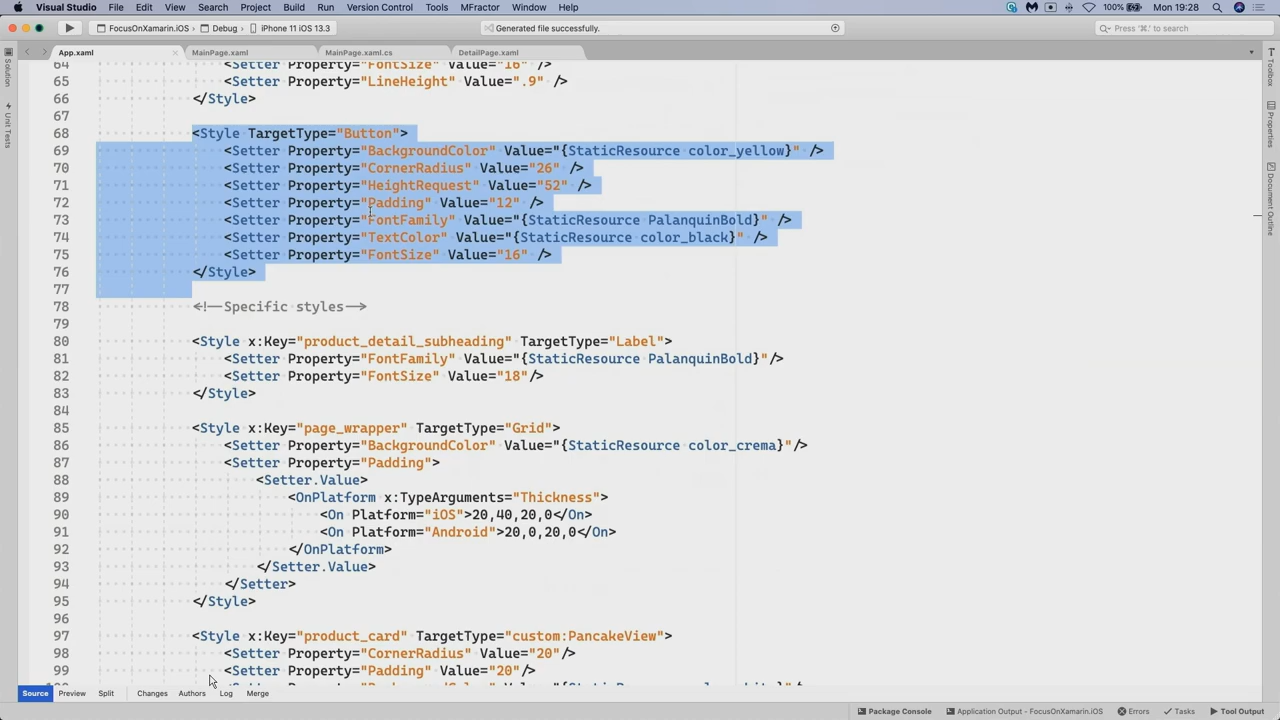 Visual Studio File Edit View Search Project Build Run Version Control Tools MFractor Window Help 100% Mon 19:28
FocusOnXamarin.iOS > Debug > iPhone 11 iOS 13.3 Generated file successfully. Press '⌘.' to search
App.xaml MainPage.xaml MainPage.xaml.cs DetailPage.xaml
Solution
Unit Tests
Toolbox
Properties
Document Outline
64 <Setter Property="FontSize" Value="16" />
65 <Setter Property="LineHeight" Value=".9" />
66 </Style>
67
68 <Style TargetType="Button">
69 <Setter Property="BackgroundColor" Value="{StaticResource color_yellow}" />
70 <Setter Property="CornerRadius" Value="26" />
71 <Setter Property="HeightRequest" Value="52" />
72 <Setter Property="Padding" Value="12" />
73 <Setter Property="FontFamily" Value="{StaticResource PalanquinBold}" />
74 <Setter Property="TextColor" Value="{StaticResource color_black}" />
75 <Setter Property="FontSize" Value="16" />
76 </Style>
77
78 <!--Specific styles-->
79
80 <Style x:Key="product_detail_subheading" TargetType="Label">
81 <Setter Property="FontFamily" Value="{StaticResource PalanquinBold}"/>
82 <Setter Property="FontSize" Value="18"/>
83 </Style>
84
85 <Style x:Key="page_wrapper" TargetType="Grid">
86 <Setter Property="BackgroundColor" Value="{StaticResource color_crema}"/>
87 <Setter Property="Padding">
88 <Setter.Value>
89 <OnPlatform x:TypeArguments="Thickness">
90 <On Platform="iOS">20,40,20,0</On>
91 <On Platform="Android">20,0,20,0</On>
92 </OnPlatform>
93 </Setter.Value>
94 </Setter>
95 </Style>
96
97 <Style x:Key="product_card" TargetType="custom:PancakeView">
98 <Setter Property="CornerRadius" Value="20"/>
99 <Setter Property="Padding" Value="20"/>
Source Preview Split Changes Authors Log Merge
Package Console Application Output - FocusOnXamarin.iOS Errors Tasks Tool Output